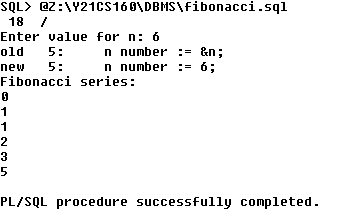 SQL> @Z:\Y21CS160\DBMS\fibonacci.sql
 18  /
Enter value for n: 6
old   5:     n number := &n;
new   5:     n number := 6;
Fibonacci series:
0
1
1
2
3
5
PL/SQL procedure successfully completed.